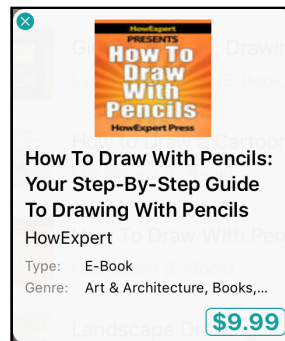 HowExpert
PRESENTS
How To
Draw
With
Pencils
HowExpert Press
How To Draw With Pencils:
Your Step-By-Step Guide
To Drawing With Pencils
HowExpert
Type: E-Book
Genre: Art & Architecture, Books,...
$9.99